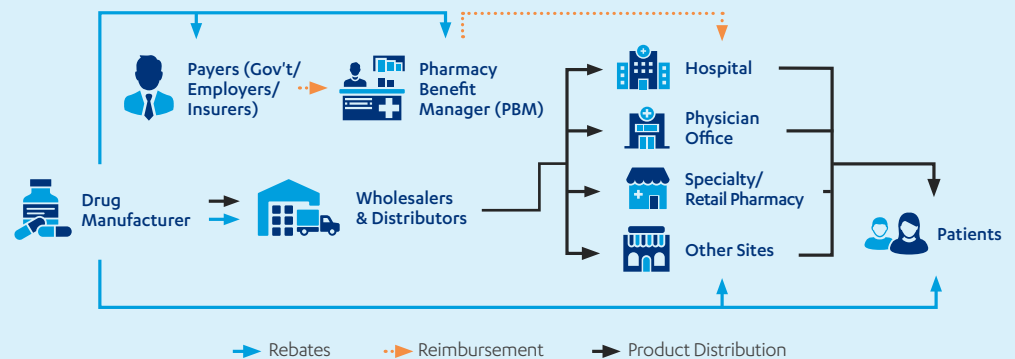 Payers (Gov't/
Employers/
Insurers)
Pharmacy
Benefit
Manager (PBM)
Hospital
Physician
Office
Drug
Manufacturer
Wholesalers
& Distributors
Specialty/
Retail Pharmacy
Other Sites
Patients
Rebates
Reimbursement
Product Distribution